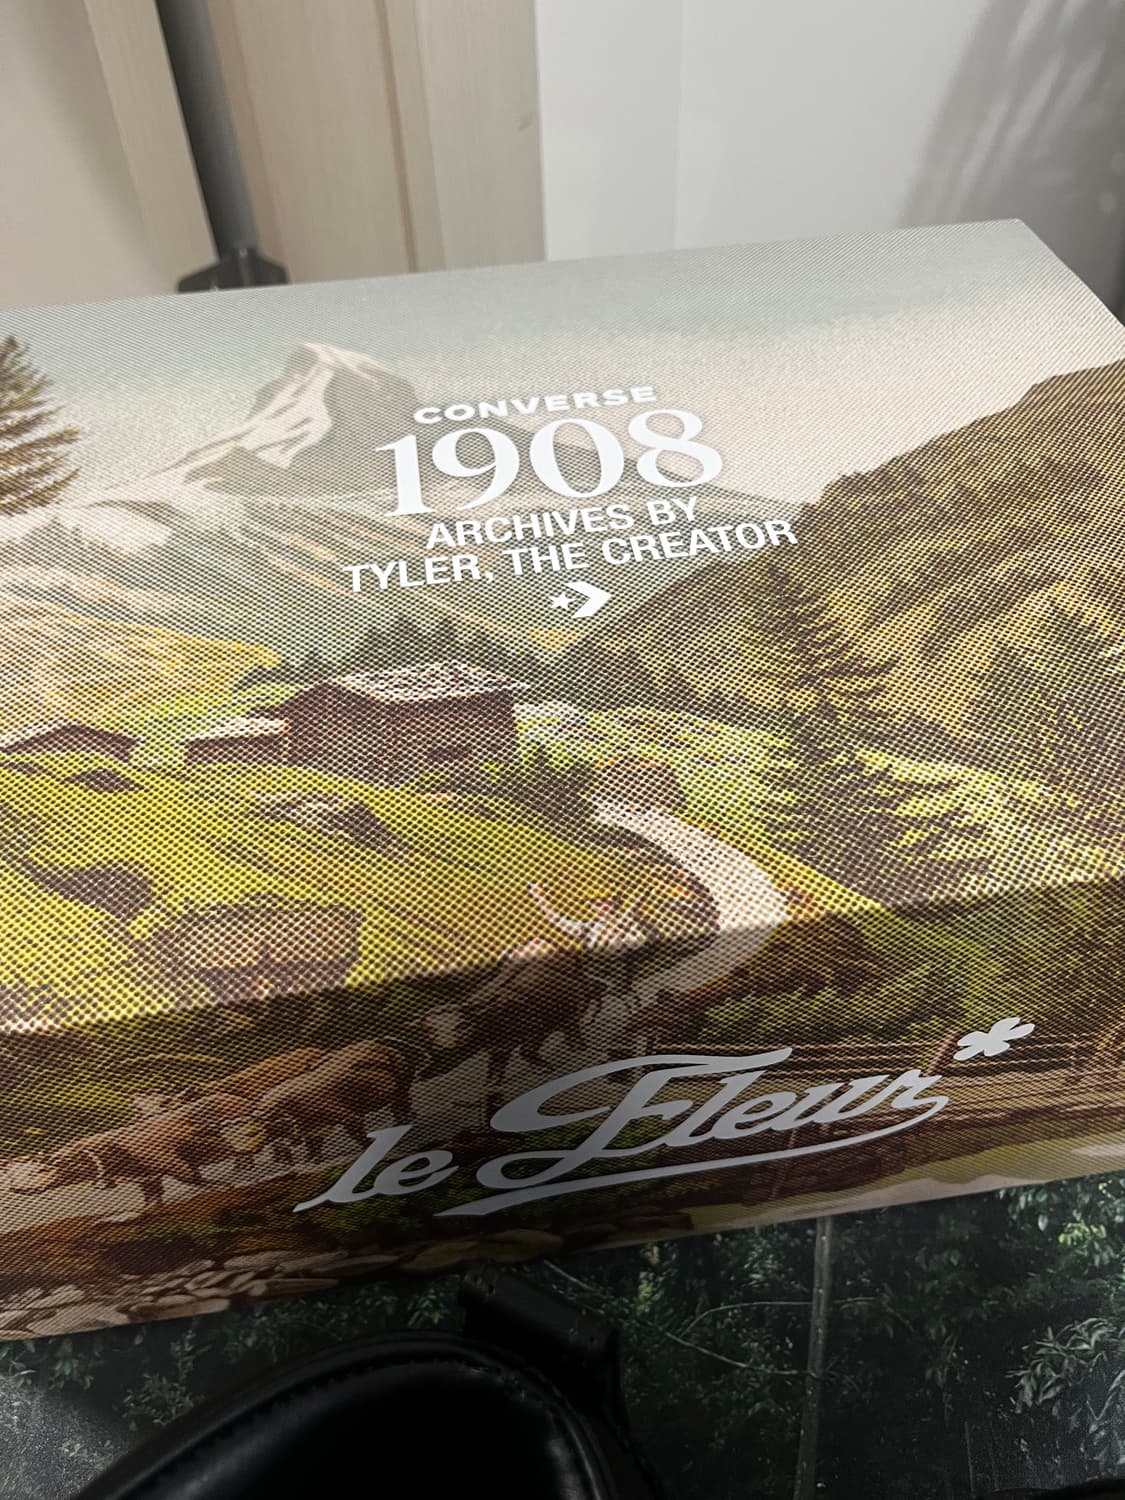 CONVERSE
1908
ARCHIVES BY
TYLER, THE CREATOR
le Fleur*